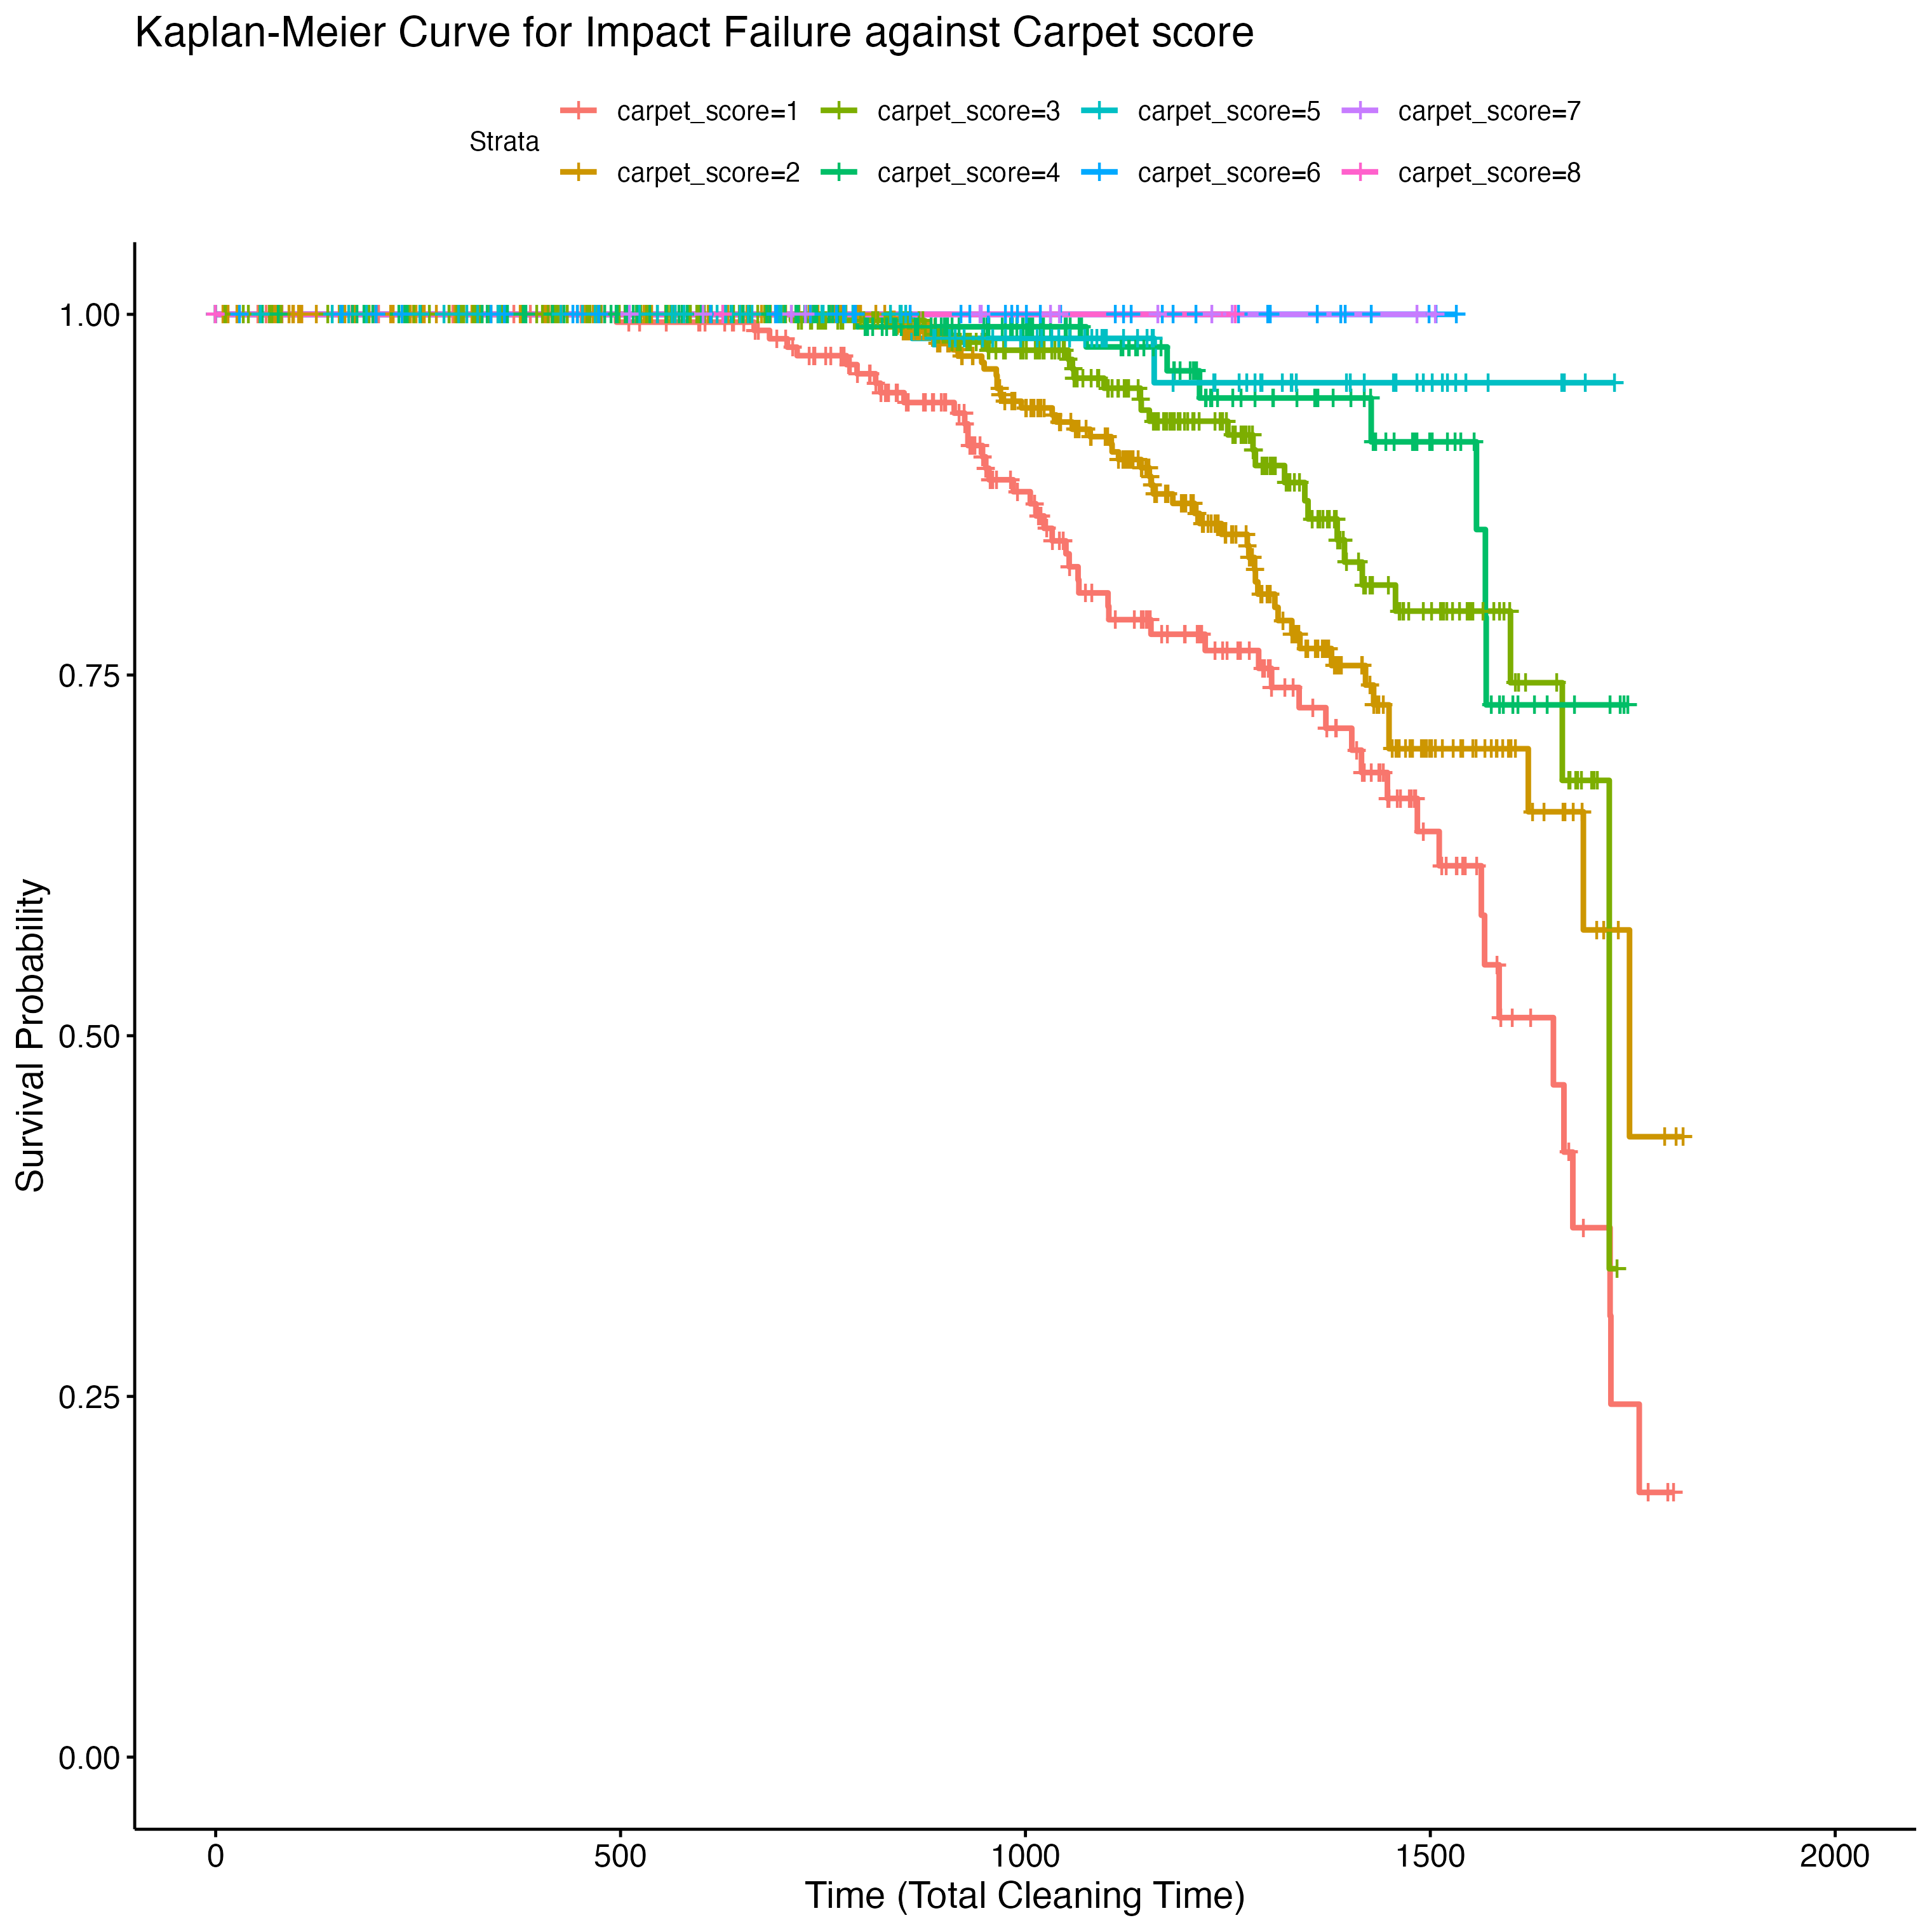 Kaplan-Meier Curve for Impact Failure against Carpet score
Strata
carpet_score=1
carpet_score=3
carpet_score=5
carpet_score=7
carpet_score=2
carpet_score=4
carpet_score=6
carpet_score=8
Survival Probability
1.00
0.75
0.50
0.25
0.00
0
500
1000
1500
2000
Time (Total Cleaning Time)